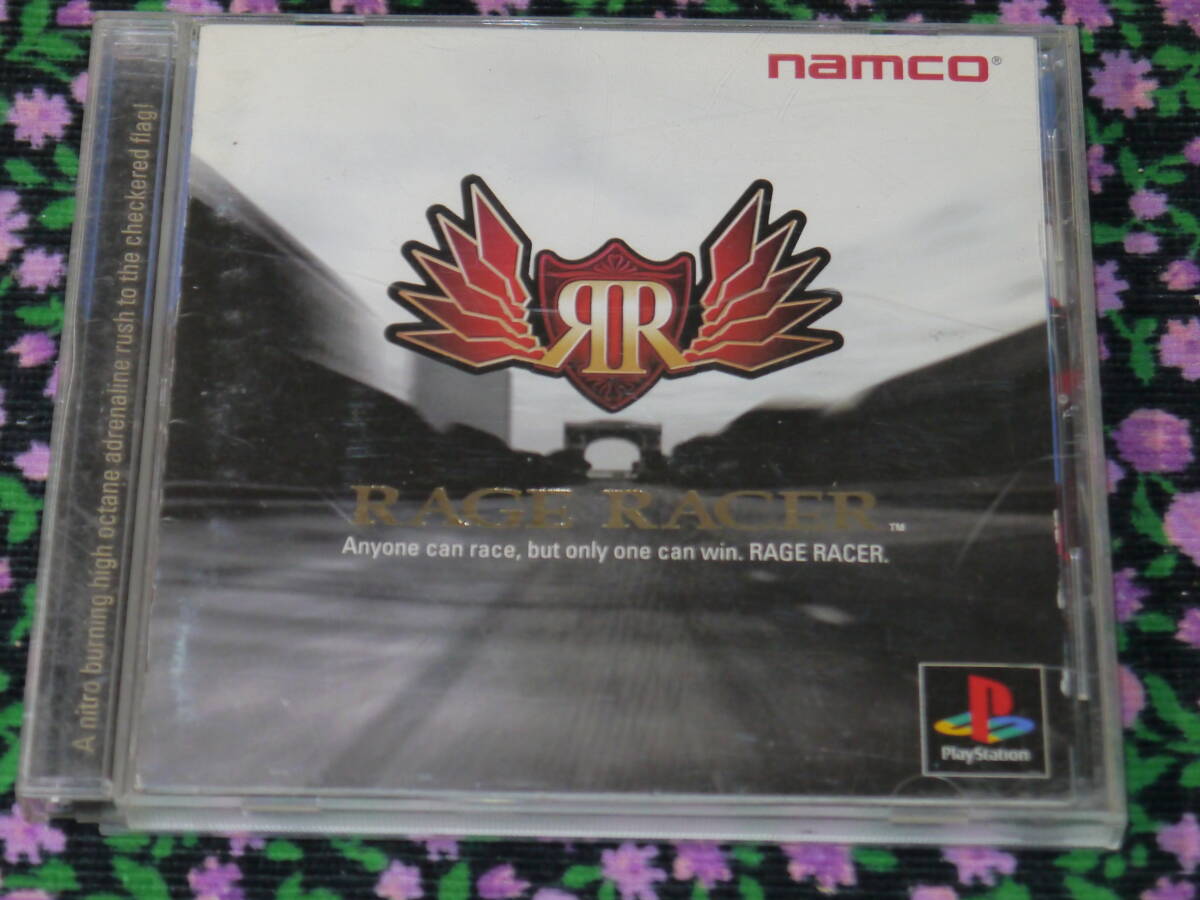 namco®
A nitro burning high octane adrenaline rush to the checkered flag!
RR
RAGE RACER™
Anyone can race, but only one can win. RAGE RACER.
PlayStation